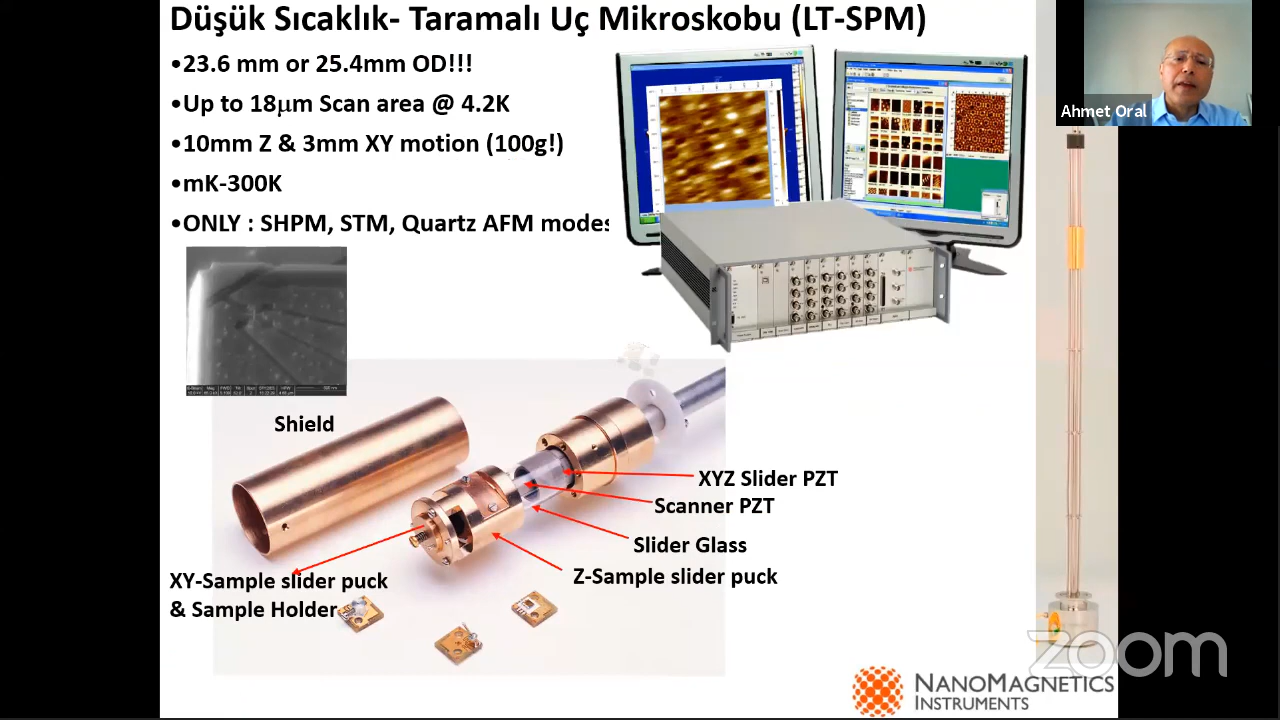 Düşük Sıcaklık- Taramalı Uç Mikroskobu (LT-SPM)
•23.6 mm or 25.4mm OD!!!
•Up to 18μm Scan area @ 4.2K
•10mm Z & 3mm XY motion (100g!)
•mK-300K
•ONLY : SHPM, STM, Quartz AFM modes
Ahmet Oral
Shield
XYZ Slider PZT
Scanner PZT
Slider Glass
Z-Sample slider puck
XY-Sample slider puck
& Sample Holder
zoom
NANOMAGNETICS
INSTRUMENTS